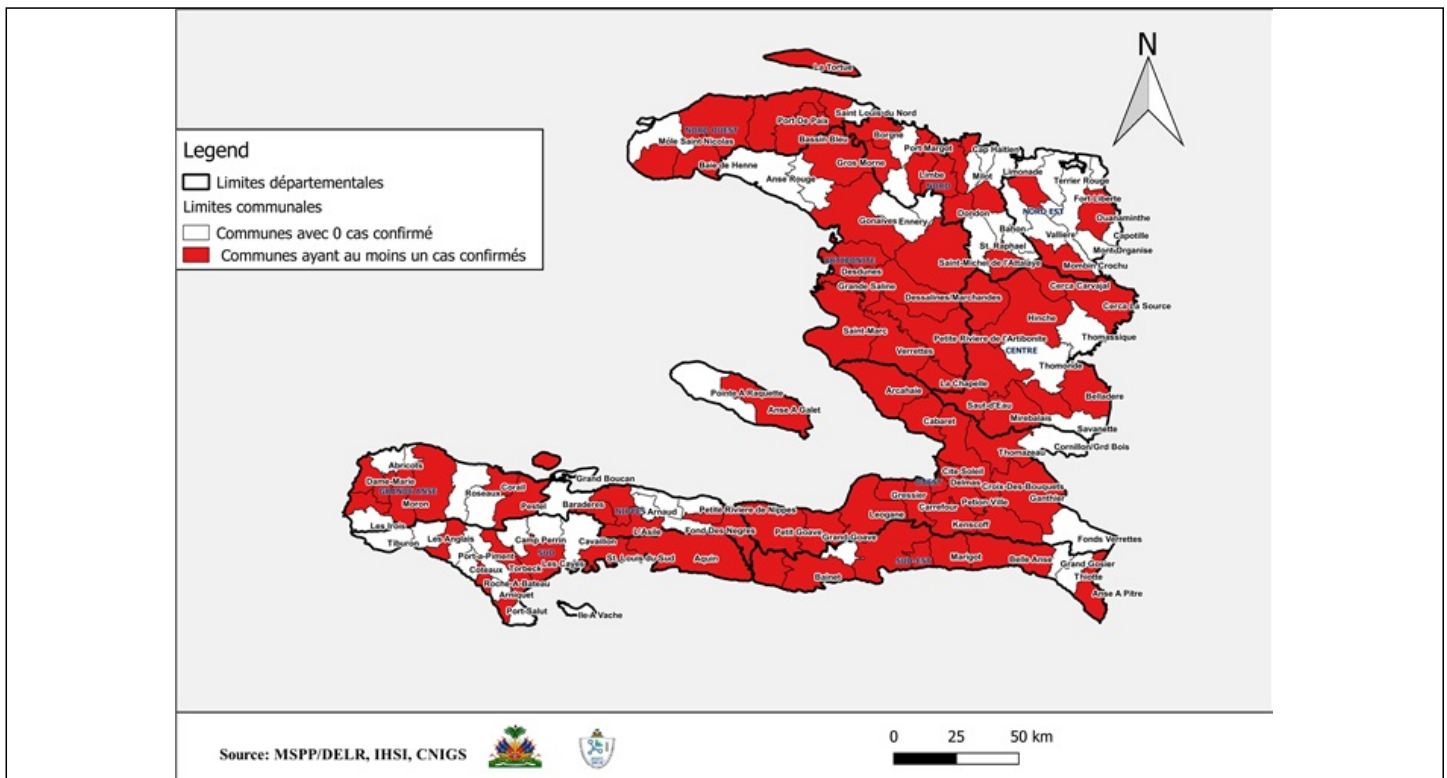 N
Legend
Limites départementales
Limites communales
Communes avec 0 cas confirmé
Communes ayant au moins un cas confirmés
La Tortue
Saint Louis du Nord
Port De Paix
NORD OUEST
Môle Saint Nicolas
Bassin Bleu
Borgne
Port Margot
Cap Haitien
Baie de Henne
Gros Morne
Limbe
Milot
Limonade
Terrier Rouge
Anse Rouge
NORD
Fort Liberte
Gonaives
Ennery
Dondon
NORD EST
Ouanaminthe
Bahon
Valliere
Capotille
St. Raphael
Mont-Organise
Saint-Michel de l'Attalaye
Mombin Crochu
ARTIBONITE
Desdunes
Grande Saline
Cerca Carvajal
Dessalines/Marchandes
Cerca La Source
Hinche
Saint-Marc
Petite Riviere de l'Artibonite
Thomassique
Verrettes
CENTRE
Thomonde
La Chapelle
Pointe A Raquette
Arcahaie
Belladere
Anse A Galet
Saut-d'Eau
Cabaret
Mirebalais
Savanette
Cornillon/Grd Bois
Thomazeau
Abricots
Cite Soleil
Grand Boucan
Dame-Marie
Corail
Delmas
Croix-Des-Bouquets
GRANDE ANSE
Roseaux
OUEST
Gressier
Ganthier
Moron
Pestel
Baraderes
Petite Riviere de Nippes
Leogane
Carrefour
Petion Ville
NIPPES
Arnaud
Les Irois
Kenscoff
L'Asile
Fond Des Negres
Petit Goave
Grand Goave
Tiburon
Les Anglais
Camp Perrin
Cavaillon
Fonds Verrettes
Port-a-Piment
SUD
St. Louis du Sud
Aquin
SUD EST
Marigot
Belle Anse
Coteaux
Torbeck
Les Cayes
Grand Gosier
Roche-A-Bateau
Bainet
Thiotte
Arniquet
Anse A Pitre
Port-Salut
Ile A Vache
Source: MSPP/DELR, IHSI, CNIGS
0 25 50 km